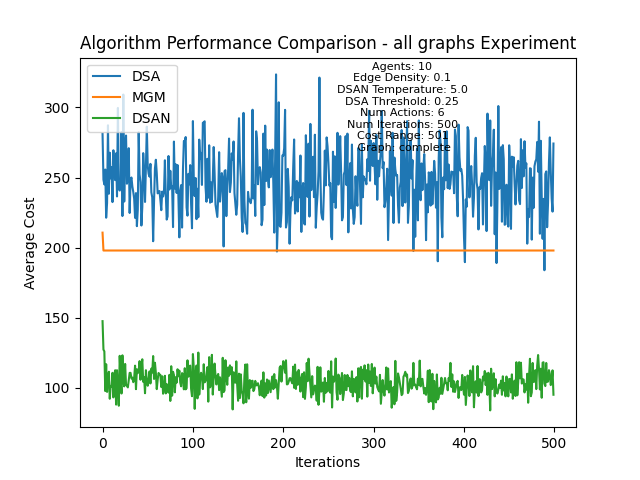 Algorithm Performance Comparison - all graphs Experiment
DSA
MGM
DSAN
Agents: 10
Edge Density: 0.1
DSAN Temperature: 5.0
DSA Threshold: 0.25
Num Actions: 6
Num Iterations: 500
Cost Range: 501
Graph: complete
Average Cost
300
250
200
150
100
0
100
200
300
400
500
Iterations